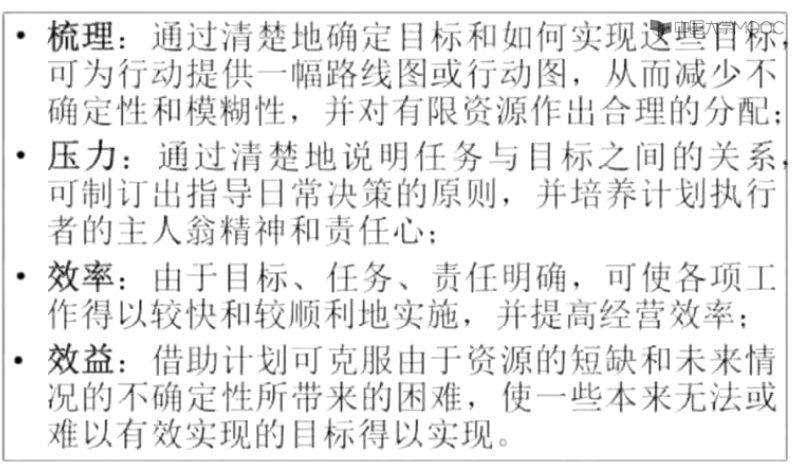 中国大学MOOC
• 梳理：通过清楚地确定目标和如何实现这些目标，
可为行动提供一幅路线图或行动图，从而减少不
确定性和模糊性，并对有限资源作出合理的分配；
• 压力：通过清楚地说明任务与目标之间的关系，
可制订出指导日常决策的原则，并培养计划执行
者的主人翁精神和责任心；
• 效率：由于目标、任务、责任明确，可使各项工
作得以较快和较顺利地实施，并提高经营效率；
• 效益：借助计划可克服由于资源的短缺和未来情
况的不确定性所带来的困难，使一些本来无法或
难以有效实现的目标得以实现。